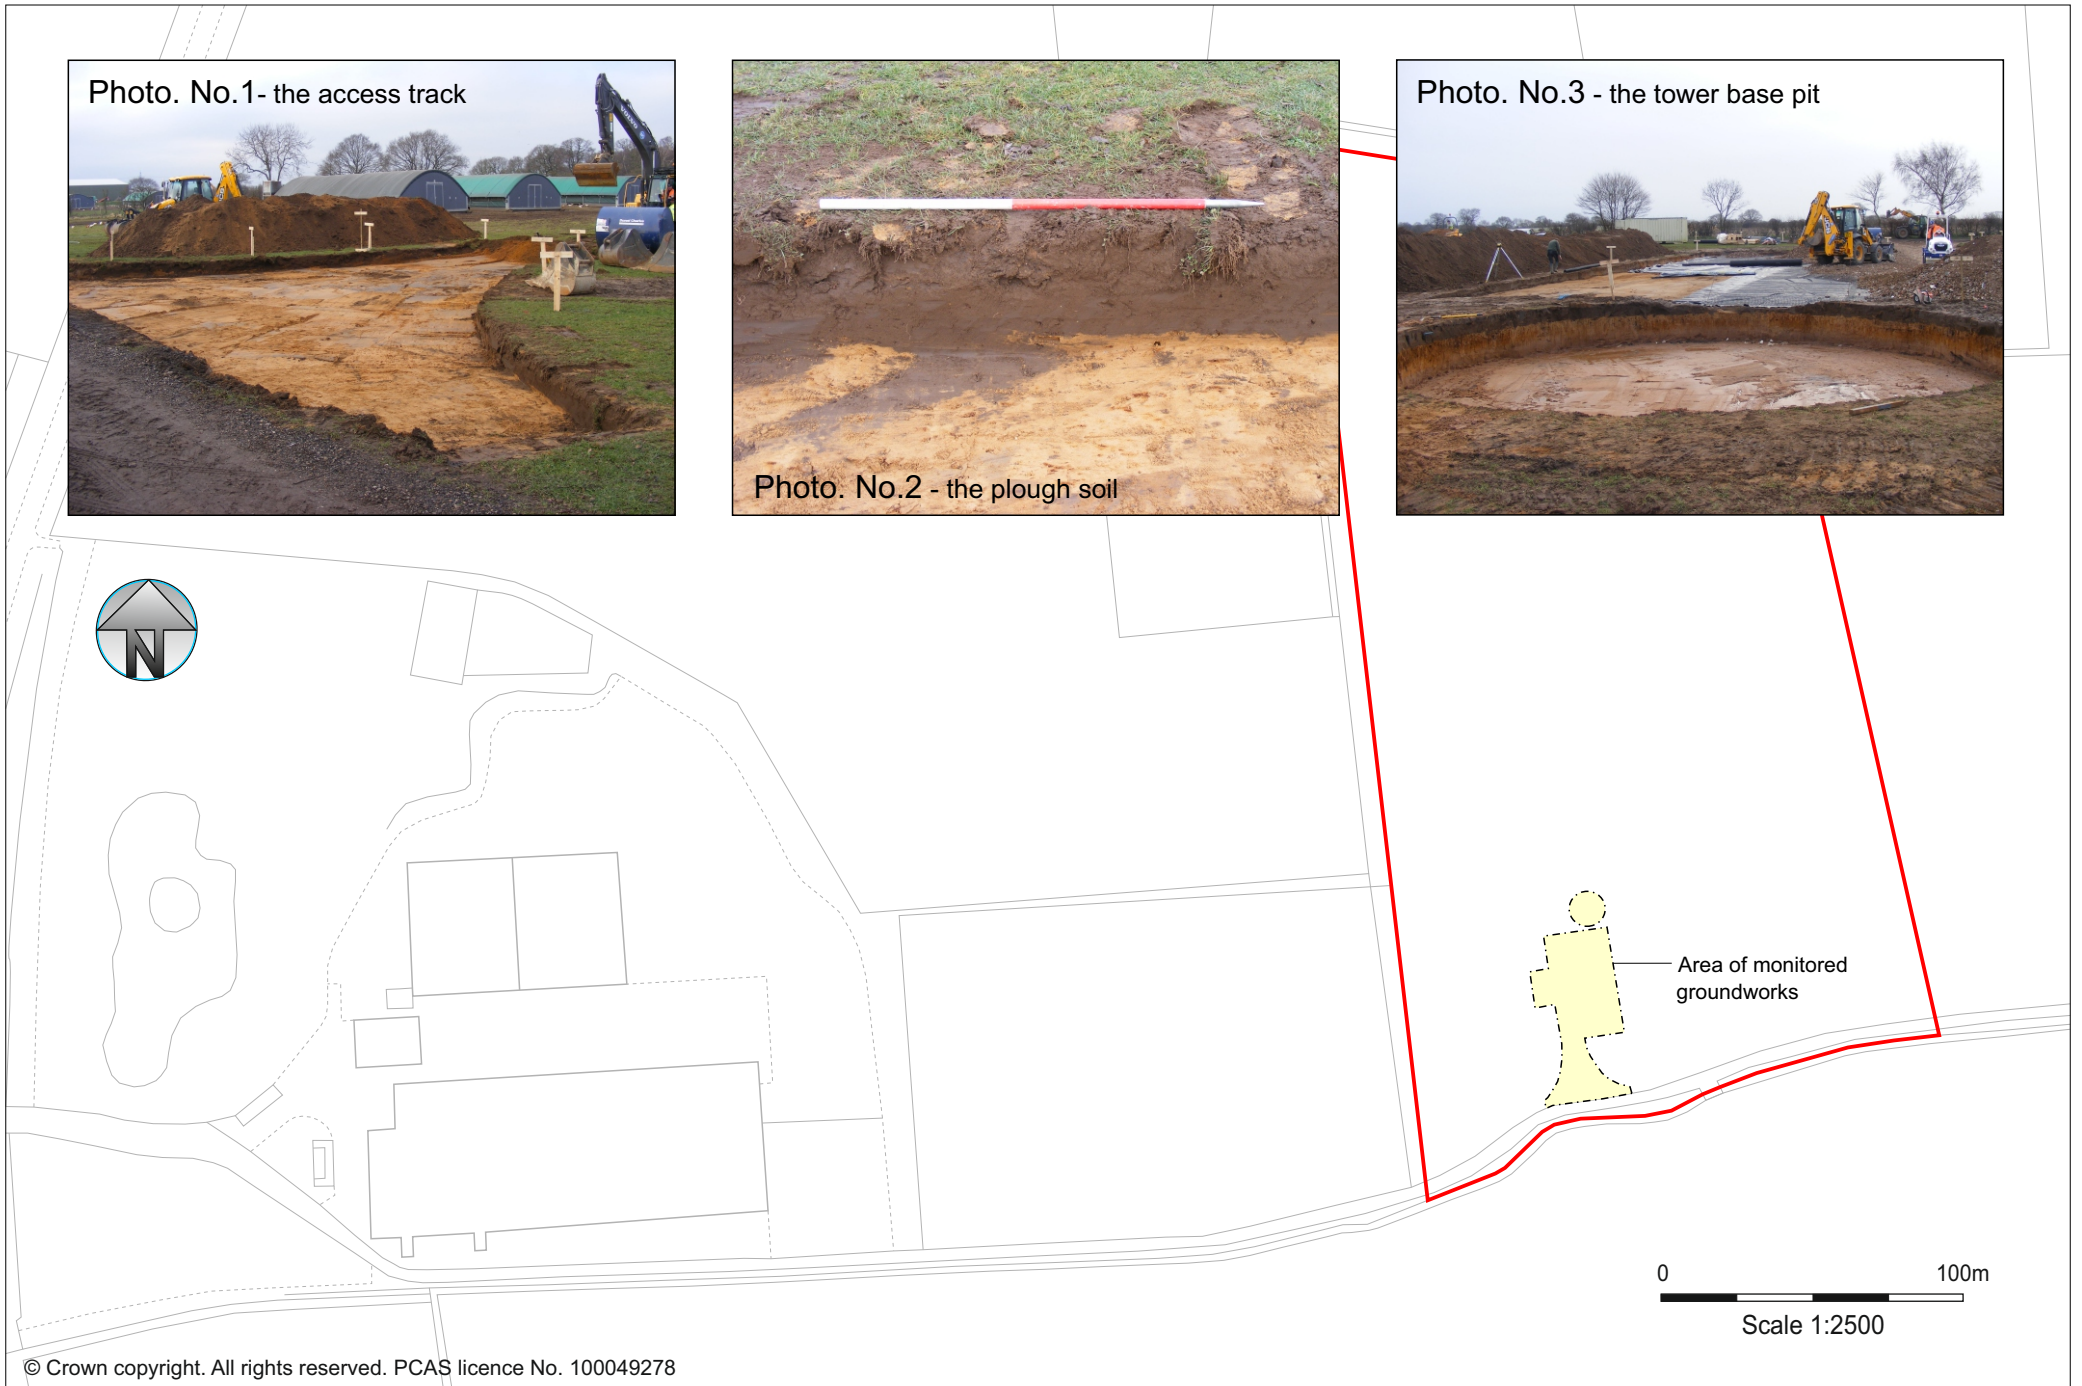 Photo. No.1- the access track
Photo. No.2 - the plough soil
Photo. No.3 - the tower base pit
VOLVO
N
Area of monitored
groundworks
0 100m
Scale 1:2500
© Crown copyright. All rights reserved. PCAS licence No. 100049278